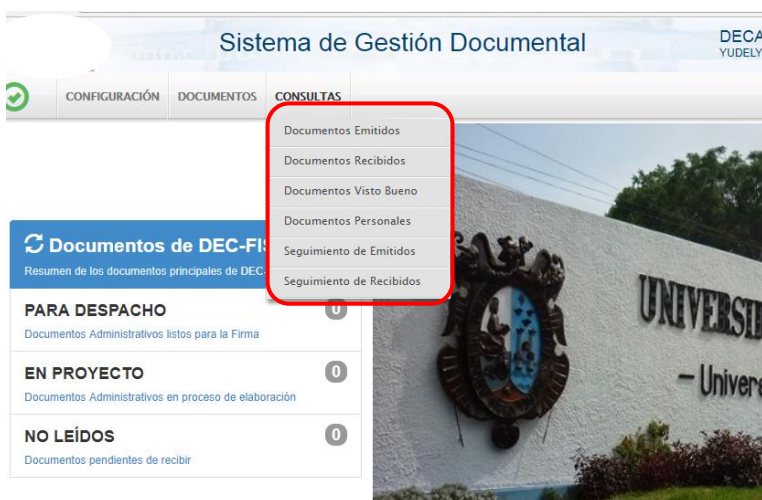 Sistema de Gestión Documental
DECA
YUDELY
CONFIGURACIÓN DOCUMENTOS CONSULTAS
Documentos Emitidos
Documentos Recibidos
Documentos Visto Bueno
Documentos Personales
Seguimiento de Emitidos
Seguimiento de Recibidos
Documentos de DEC-FIS
Resumen de los documentos principales de DEC-
PARA DESPACHO 0
Documentos Administrativos listos para la Firma
EN PROYECTO 0
Documentos Administrativos en proceso de elaboración
NO LEÍDOS 0
Documentos pendientes de recibir
UNIVERSI
– Univers